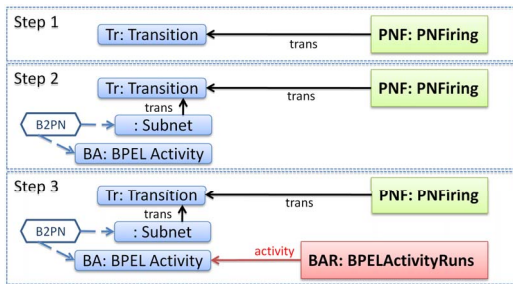 Step 1
Tr: Transition
trans
PNF: PNFiring
Step 2
Tr: Transition
trans
PNF: PNFiring
trans
B2PN
: Subnet
BA: BPEL Activity
Step 3
Tr: Transition
trans
PNF: PNFiring
trans
B2PN
: Subnet
activity
BA: BPEL Activity
BAR: BPELActivityRuns